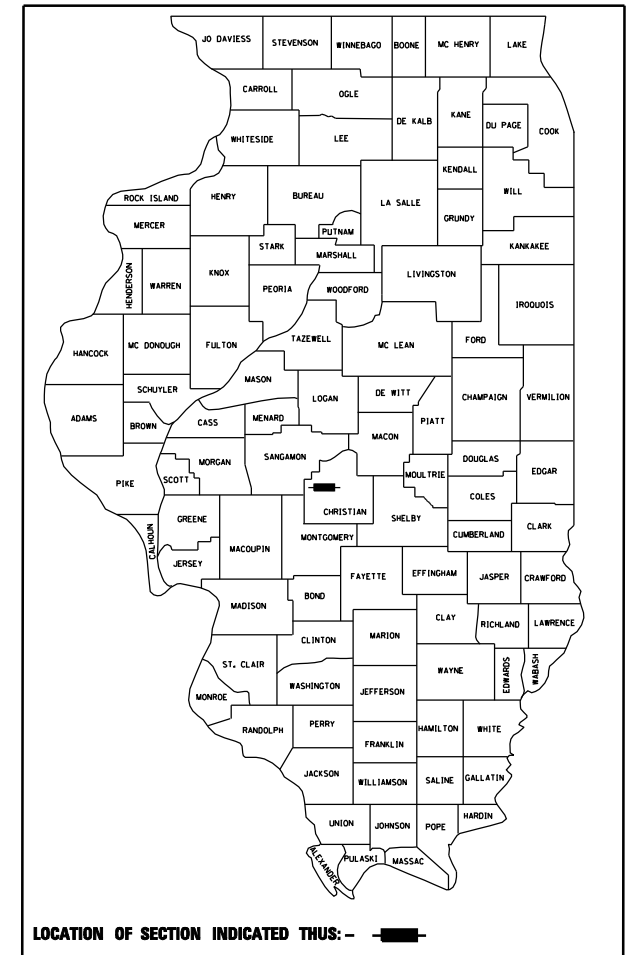 JO DAVIESS
STEVENSON
WINNEBAGO
BOONE
MC HENRY
LAKE
CARROLL
OGLE
DE KALB
KANE
DU PAGE
COOK
WHITESIDE
LEE
KENDALL
WILL
ROCK ISLAND
HENRY
BUREAU
LA SALLE
GRUNDY
MERCER
PUTNAM
STARK
MARSHALL
KANKAKEE
HENDERSON
WARREN
KNOX
PEORIA
WOODFORD
LIVINGSTON
IROQUOIS
HANCOCK
MC DONOUGH
FULTON
TAZEWELL
MC LEAN
FORD
MASON
SCHUYLER
LOGAN
DE WITT
CHAMPAIGN
VERMILION
ADAMS
BROWN
CASS
MENARD
PIATT
MACON
SANGAMON
MORGAN
DOUGLAS
EDGAR
PIKE
SCOTT
MOULTRIE
COLES
CHRISTIAN
SHELBY
GREENE
CALHOUN
MACOUPIN
MONTGOMERY
CUMBERLAND
CLARK
JERSEY
FAYETTE
EFFINGHAM
JASPER
CRAWFORD
MADISON
BOND
CLAY
RICHLAND
LAWRENCE
CLINTON
MARION
ST. CLAIR
WAYNE
EDWARDS
WABASH
WASHINGTON
JEFFERSON
MONROE
RANDOLPH
PERRY
HAMILTON
WHITE
FRANKLIN
JACKSON
WILLIAMSON
SALINE
GALLATIN
UNION
JOHNSON
POPE
HARDIN
ALEXANDER
PULASKI
MASSAC
LOCATION OF SECTION INDICATED THUS: -